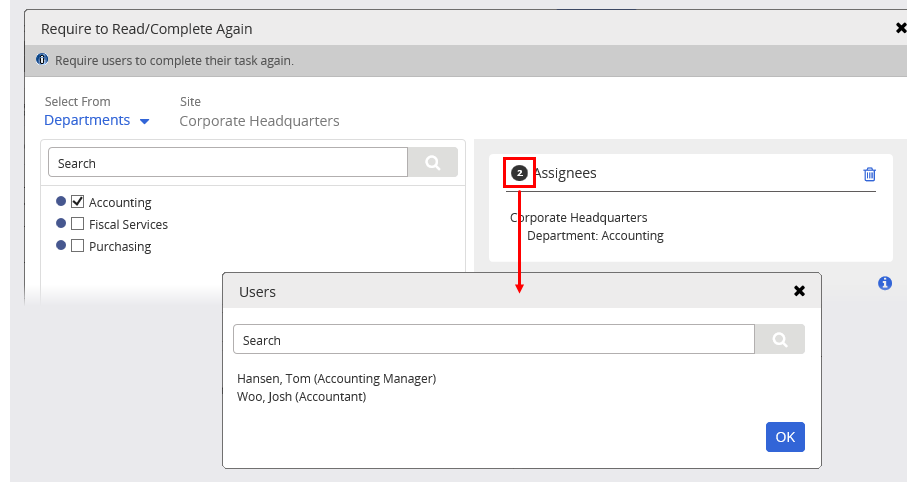 Require to Read/Complete Again
Require users to complete their task again.
Select From
Site
Departments
Corporate Headquarters
Search
Accounting
Fiscal Services
Purchasing
2 Assignees
Corporate Headquarters
Department: Accounting
Users
Search
Hansen, Tom (Accounting Manager)
Woo, Josh (Accountant)
OK